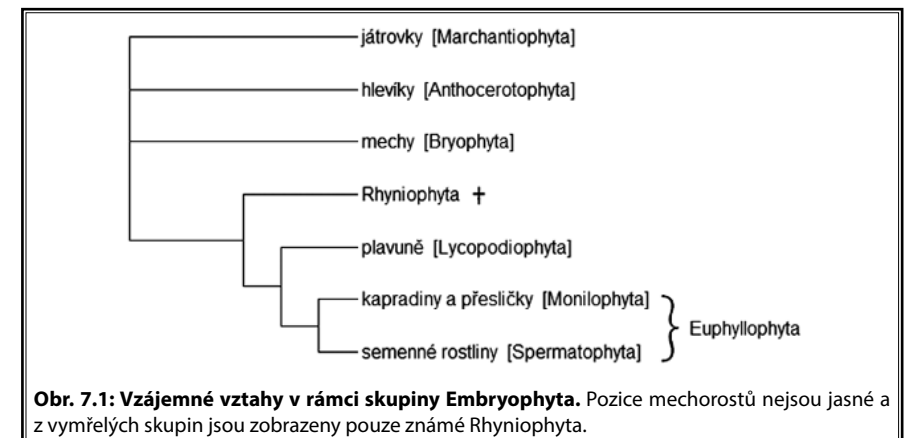 játrovky [Marchantiophyta]
hlevíky [Anthocerotophyta]
mechy [Bryophyta]
Rhyniophyta ✝
plavuně [Lycopodiophyta]
kapradiny a přesličky [Monilophyta]
Euphyllophyta
semenné rostliny [Spermatophyta]
Obr. 7.1: Vzájemné vztahy v rámci skupiny Embryophyta. Pozice mechorostů nejsou jasné a
z vymřelých skupin jsou zobrazeny pouze známé Rhyniophyta.